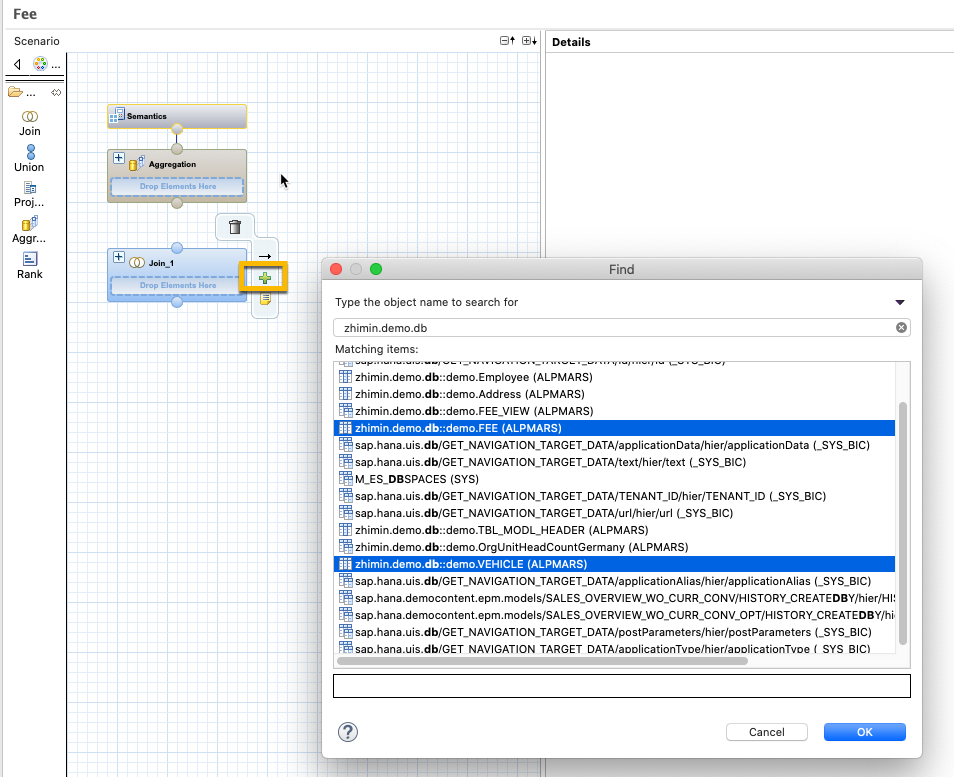 Fee
Scenario
Details
...
...
Join
Union
Proj...
Aggr...
Rank
Semantics
Aggregation
Drop Elements Here
Join_1
Drop Elements Here
Find
Type the object name to search for
zhimin.demo.db
Matching items:
sap.hana.uis.db/GET_NAVIGATION_TARGET_DATA/id/hier/id (_SYS_BIC)
zhimin.demo.db::demo.Employee (ALPMARS)
zhimin.demo.db::demo.Address (ALPMARS)
zhimin.demo.db::demo.FEE_VIEW (ALPMARS)
zhimin.demo.db::demo.FEE (ALPMARS)
sap.hana.uis.db/GET_NAVIGATION_TARGET_DATA/applicationData/hier/applicationData (_SYS_BIC)
sap.hana.uis.db/GET_NAVIGATION_TARGET_DATA/text/hier/text (_SYS_BIC)
M_ES_DBSPACES (SYS)
sap.hana.uis.db/GET_NAVIGATION_TARGET_DATA/TENANT_ID/hier/TENANT_ID (_SYS_BIC)
sap.hana.uis.db/GET_NAVIGATION_TARGET_DATA/url/hier/url (_SYS_BIC)
zhimin.demo.db::demo.TBL_MODL_HEADER (ALPMARS)
zhimin.demo.db::demo.OrgUnitHeadCountGermany (ALPMARS)
zhimin.demo.db::demo.VEHICLE (ALPMARS)
sap.hana.uis.db/GET_NAVIGATION_TARGET_DATA/applicationAlias/hier/applicationAlias (_SYS_BIC)
sap.hana.democontent.epm.models/SALES_OVERVIEW_WO_CURR_CONV/HISTORY_CREATEDBY/hier/HI
sap.hana.democontent.epm.models/SALES_OVERVIEW_WO_CURR_CONV_OPT/HISTORY_CREATEDBY/hi
sap.hana.uis.db/GET_NAVIGATION_TARGET_DATA/postParameters/hier/postParameters (_SYS_BIC)
sap.hana.uis.db/GET_NAVIGATION_TARGET_DATA/applicationType/hier/applicationType (_SYS_BIC)
?
Cancel
OK